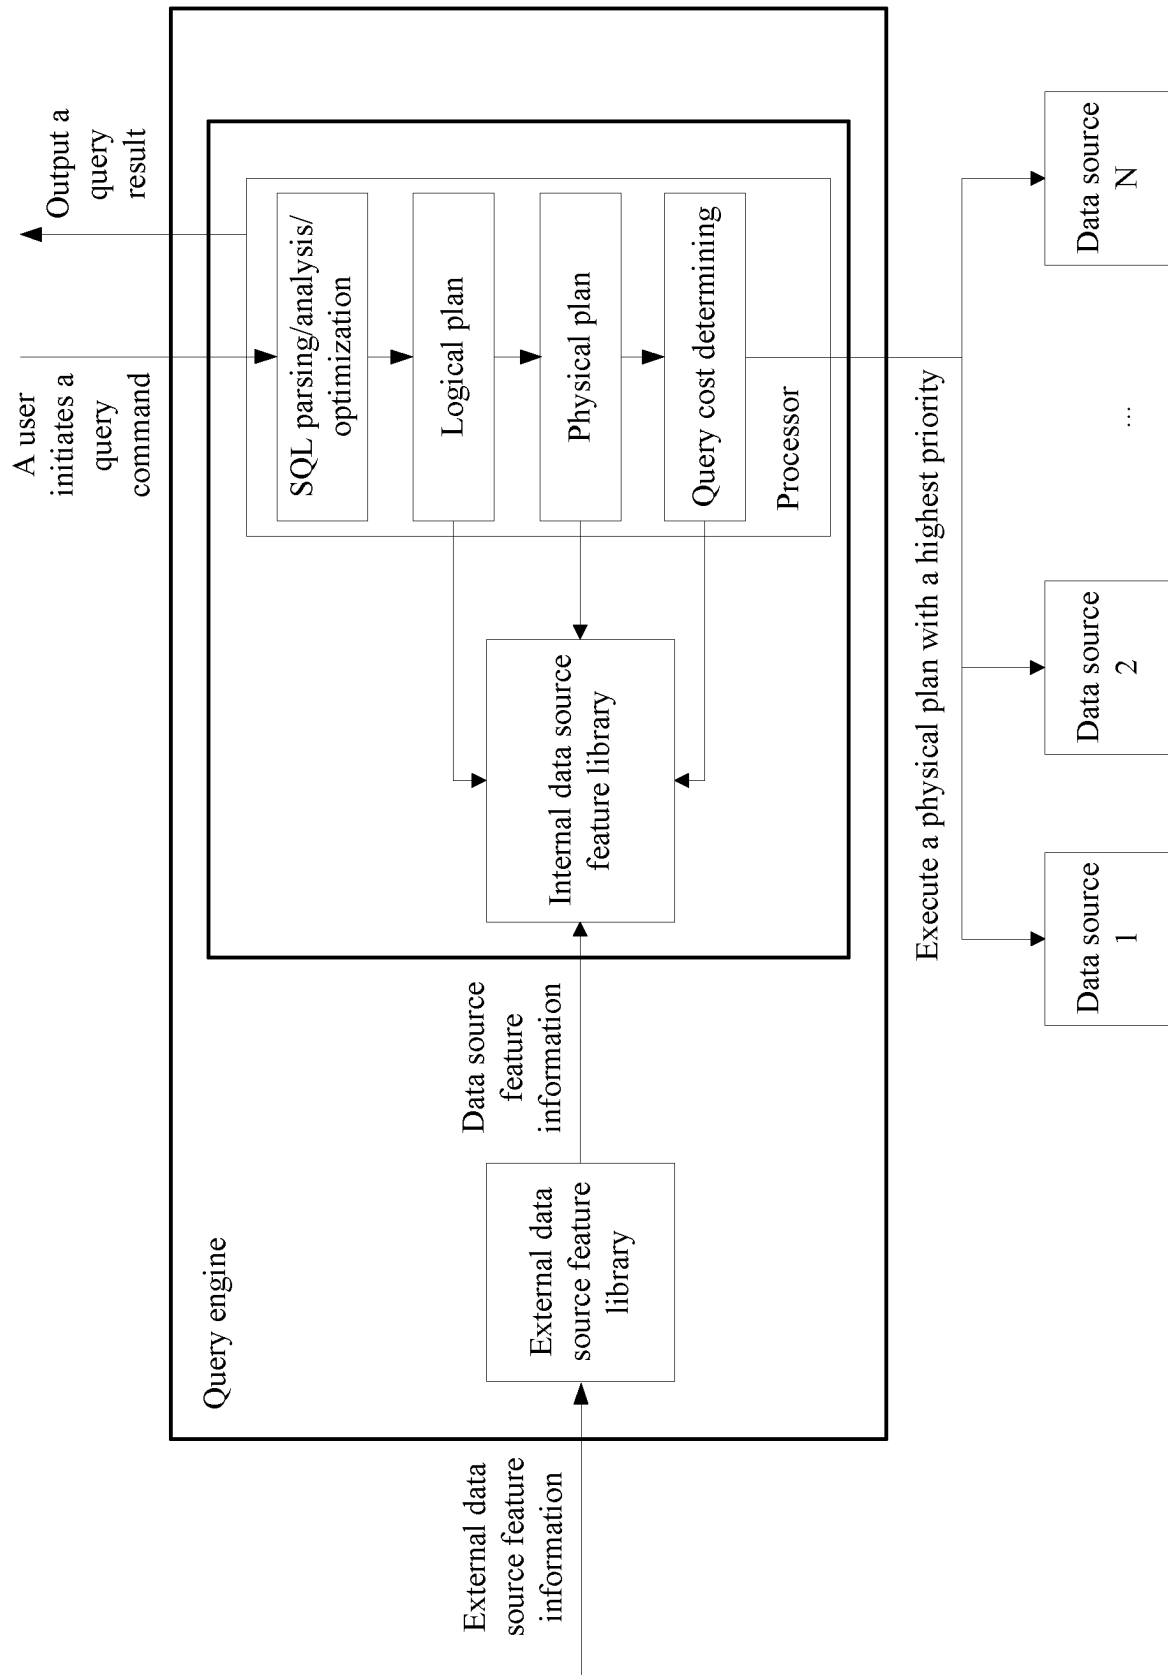 A user
initiates a
query
command
Output a
query
result
Query engine
External data
source feature
information
External data
source feature
library
Data source
feature
information
Internal data source
feature library
SQL parsing/analysis/
optimization
Logical plan
Physical plan
Query cost determining
Processor
Execute a physical plan with a highest priority
Data source
1
Data source
2
...
Data source
N